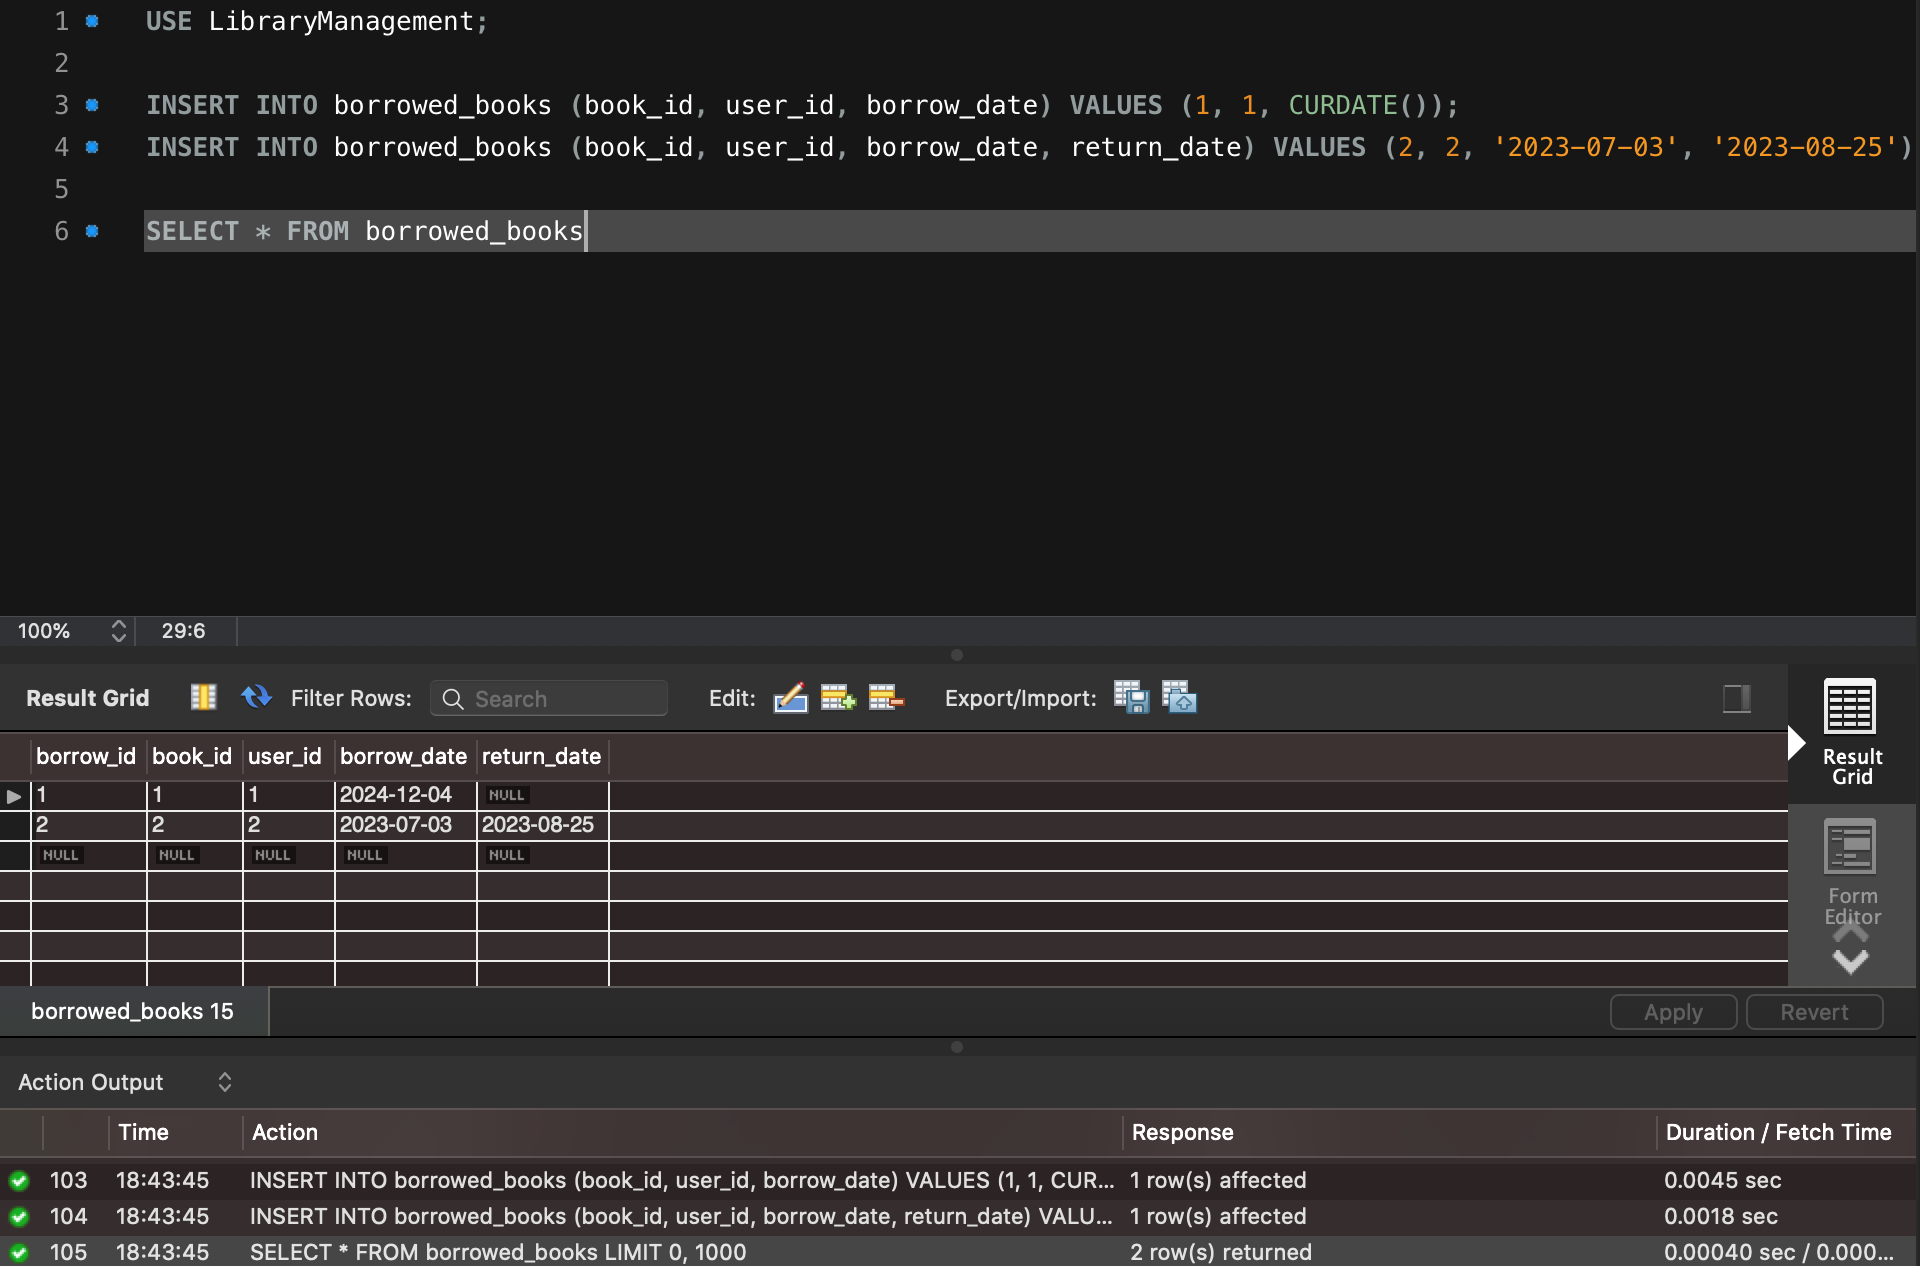 1 USE LibraryManagement;
2
3 INSERT INTO borrowed_books (book_id, user_id, borrow_date) VALUES (1, 1, CURDATE());
4 INSERT INTO borrowed_books (book_id, user_id, borrow_date, return_date) VALUES (2, 2, '2023-07-03', '2023-08-25')
5
6 SELECT * FROM borrowed_books
100% 29:6
Result Grid Filter Rows: Search Edit: Export/Import:
borrow_id book_id user_id borrow_date return_date
1 1 1 2024-12-04 NULL
2 2 2 2023-07-03 2023-08-25
NULL NULL NULL NULL NULL
Result
Grid
Form
Editor
borrowed_books 15 Apply Revert
Action Output
Time Action Response Duration / Fetch Time
103 18:43:45 INSERT INTO borrowed_books (book_id, user_id, borrow_date) VALUES (1, 1, CUR... 1 row(s) affected 0.0045 sec
104 18:43:45 INSERT INTO borrowed_books (book_id, user_id, borrow_date, return_date) VALU... 1 row(s) affected 0.0018 sec
105 18:43:45 SELECT * FROM borrowed_books LIMIT 0, 1000 2 row(s) returned 0.00040 sec / 0.000...